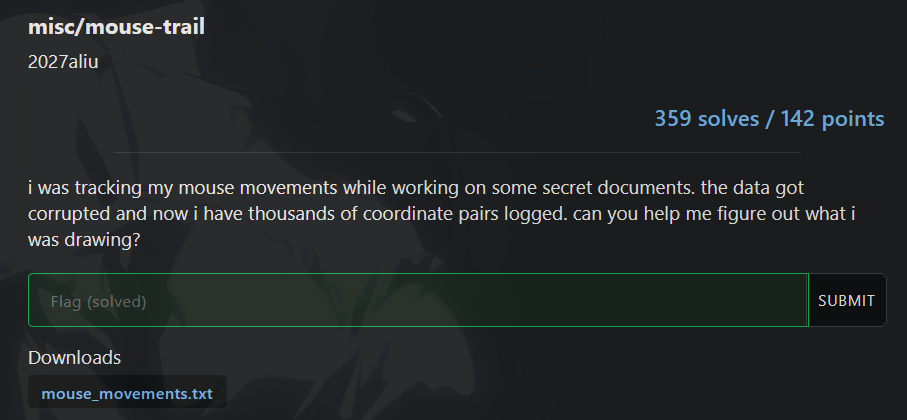 misc/mouse-trail
2027aliu
359 solves / 142 points
i was tracking my mouse movements while working on some secret documents. the data got
corrupted and now i have thousands of coordinate pairs logged. can you help me figure out what i
was drawing?
Flag (solved)
SUBMIT
Downloads
mouse_movements.txt